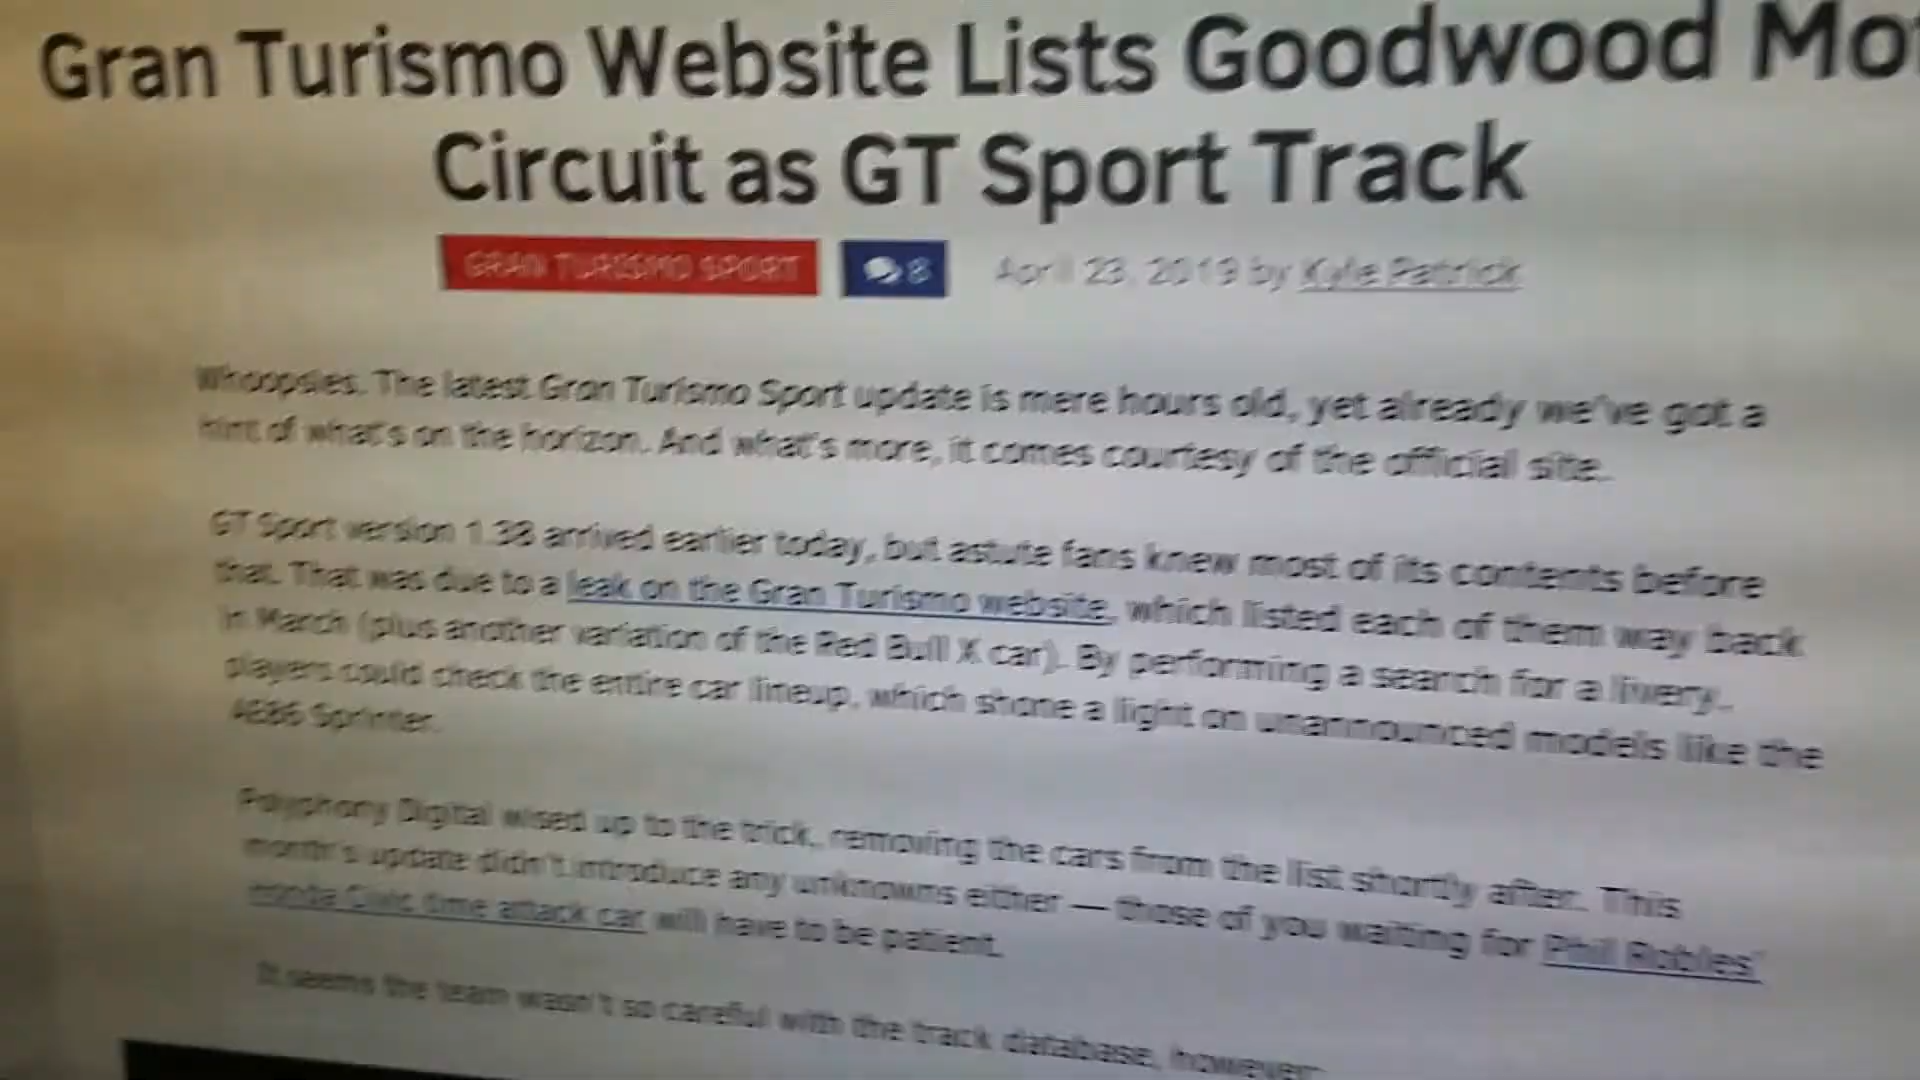 Gran Turismo Website Lists Goodwood Mot
Circuit as GT Sport Track
GRAN TURISMO SPORT 8 April 23, 2019 by Kyle Patrick
Whoopsies. The latest Gran Turismo Sport update is mere hours old, yet already we've got a
hint of what's on the horizon. And what's more, it comes courtesy of the official site.
GT Sport version 1.38 arrived earlier today, but astute fans knew most of its contents before
that. That was due to a leak on the Gran Turismo website, which listed each of them way back
in March (plus another variation of the Red Bull X car). By performing a search for a livery,
players could check the entire car lineup, which shone a light on unannounced models like the
AE86 Sprinter.
Polyphony Digital wised up to the trick, removing the cars from the list shortly after. This
month's update didn't introduce any unknowns either — those of you waiting for Phil Robles'
Honda Civic time attack car will have to be patient.
It seems the team wasn't so careful with the track database, however.